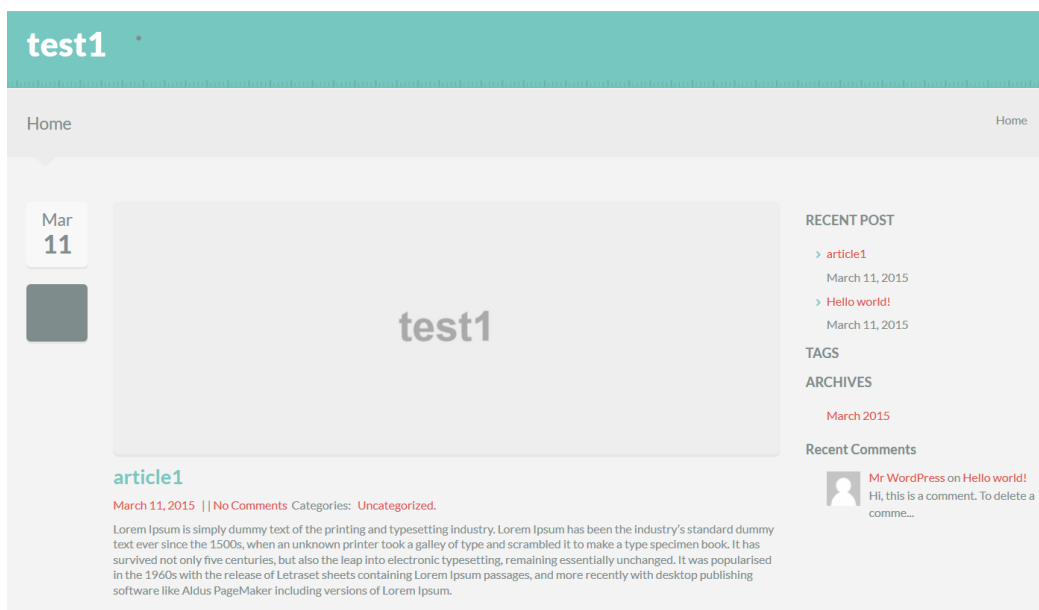 test1
Home
Home
Mar
11
test1
article1
March 11, 2015 | | No Comments Categories: Uncategorized.
Lorem Ipsum is simply dummy text of the printing and typesetting industry. Lorem Ipsum has been the industry’s standard dummy
text ever since the 1500s, when an unknown printer took a galley of type and scrambled it to make a type specimen book. It has
survived not only five centuries, but also the leap into electronic typesetting, remaining essentially unchanged. It was popularised
in the 1960s with the release of Letraset sheets containing Lorem Ipsum passages, and more recently with desktop publishing
software like Aldus PageMaker including versions of Lorem Ipsum.
RECENT POST
article1
March 11, 2015
Hello world!
March 11, 2015
TAGS
ARCHIVES
March 2015
Recent Comments
Mr WordPress on Hello world!
Hi, this is a comment. To delete a
comme...